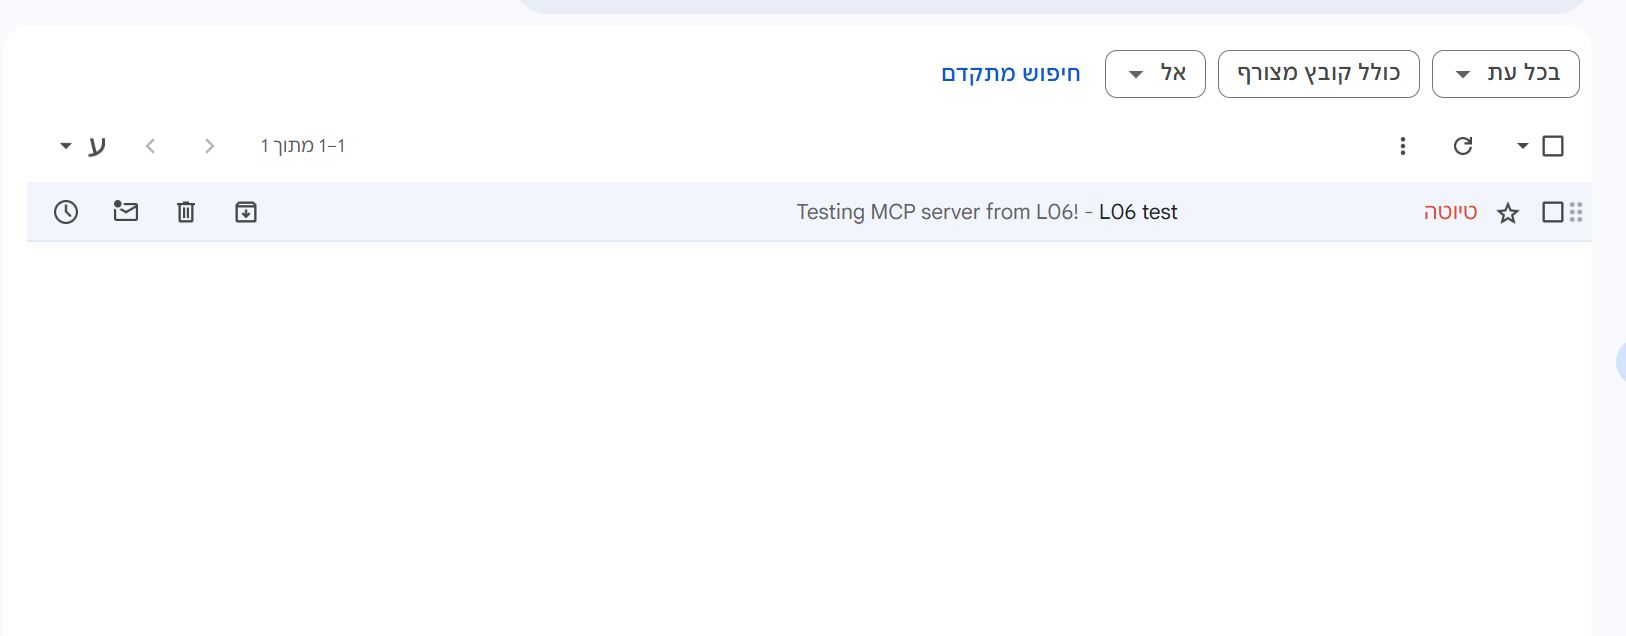 בכל עת כולל קובץ מצורף אל חיפוש מתקדם
1–1 מתוך 1 ע
טיוטה L06 test - Testing MCP server from L06!